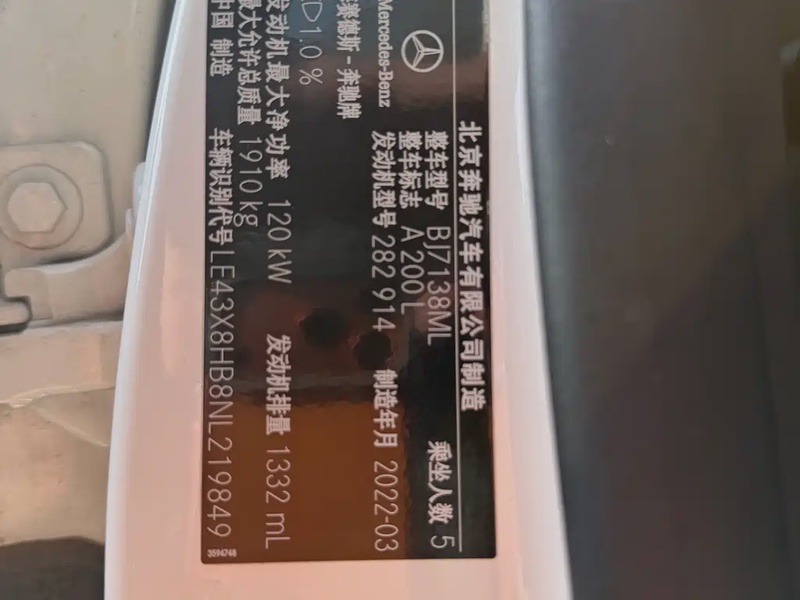 北京奔驰汽车有限公司制造
Mercedes-Benz
整车型号 BJ7138ML 乘坐人数 5
整车标志 A 200 L
赛德斯-奔驰牌 发动机型号 282 914 制造年月 2022-03
1.0 %
发动机最大净功率 120 kW 发动机排量 1332 mL
最大允许总质量 1910 kg
中国 制造 车辆识别代号 LE43X8HB8NL219849
3594748